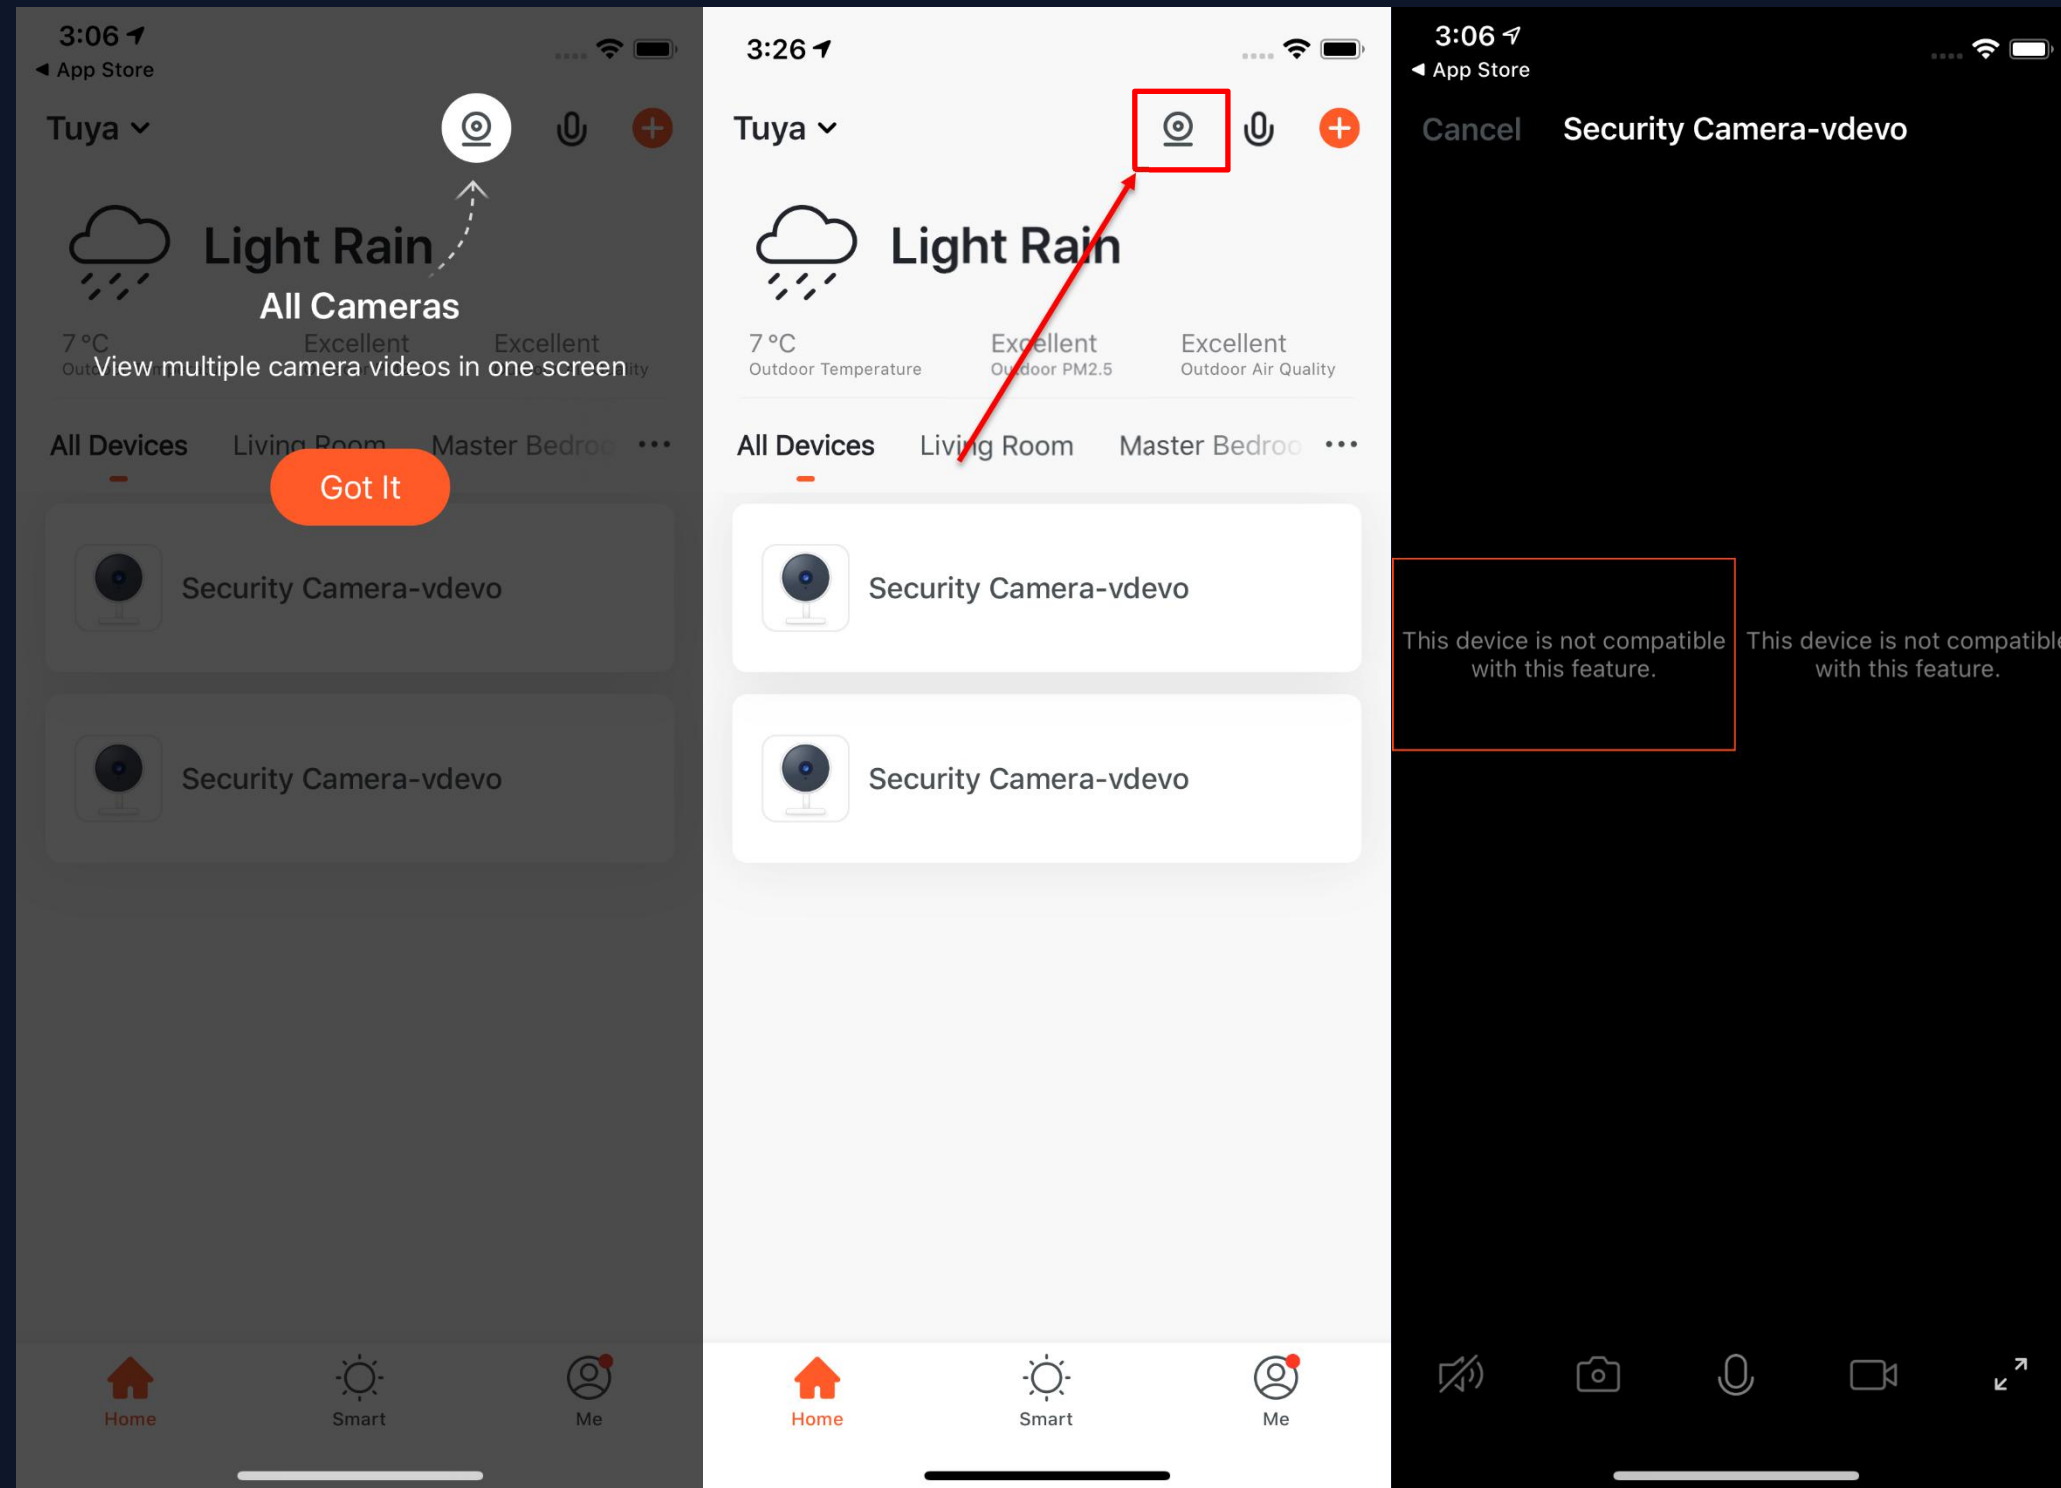 3:06
App Store
Tuya
Light Rain
All Cameras
7 °C
Excellent
Excellent
View multiple camera videos in one screen
All Devices
Living Room
Master Bedroo
Got It
Security Camera-vdevo
Security Camera-vdevo
Home
Smart
Me
3:26
Tuya
Light Rain
7 °C
Excellent
Excellent
Outdoor Temperature
Outdoor PM2.5
Outdoor Air Quality
All Devices
Living Room
Master Bedroo
Security Camera-vdevo
Security Camera-vdevo
Home
Smart
Me
3:06
App Store
Cancel
Security Camera-vdevo
This device is not compatible
with this feature.
This device is not compatible
with this feature.